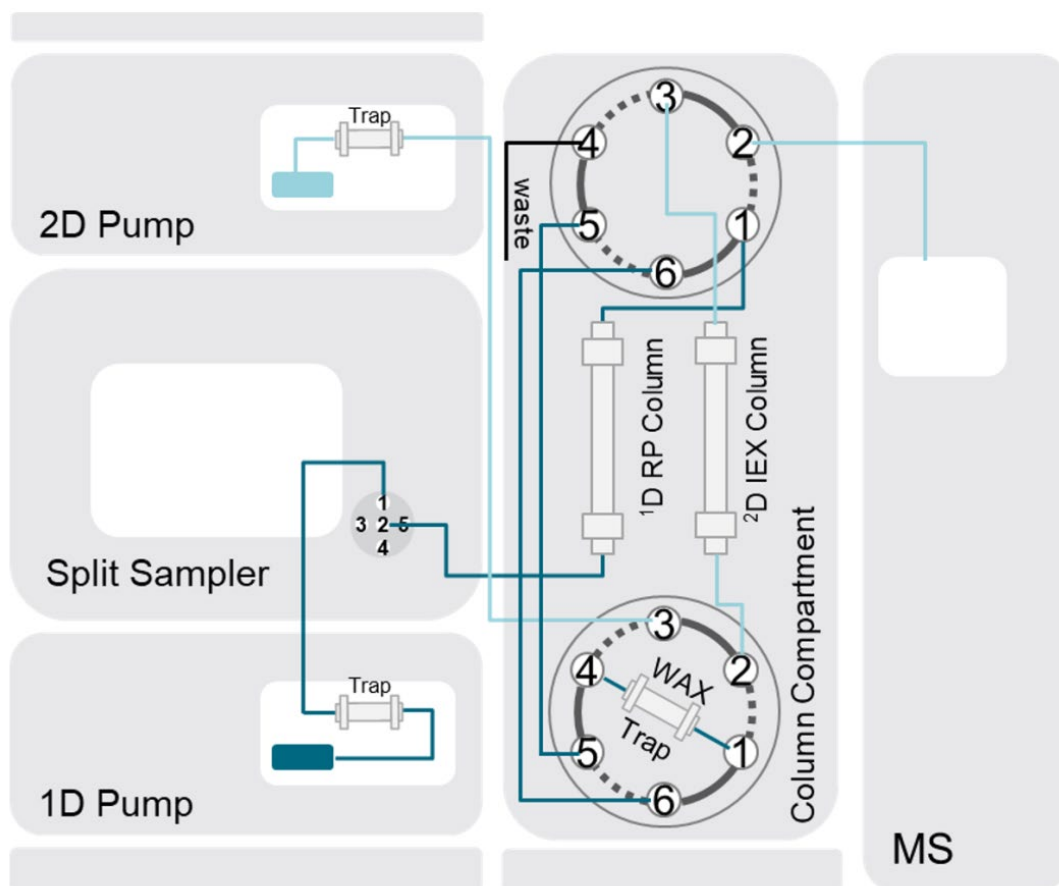 Trap
2D Pump
Split Sampler
1
3 2 5
4
Trap
1D Pump
3
4 2
waste
5 1
6
¹D RP Column
²D IEX Column
3
4 2
WAX
Trap
5 1
6
Column Compartment
MS